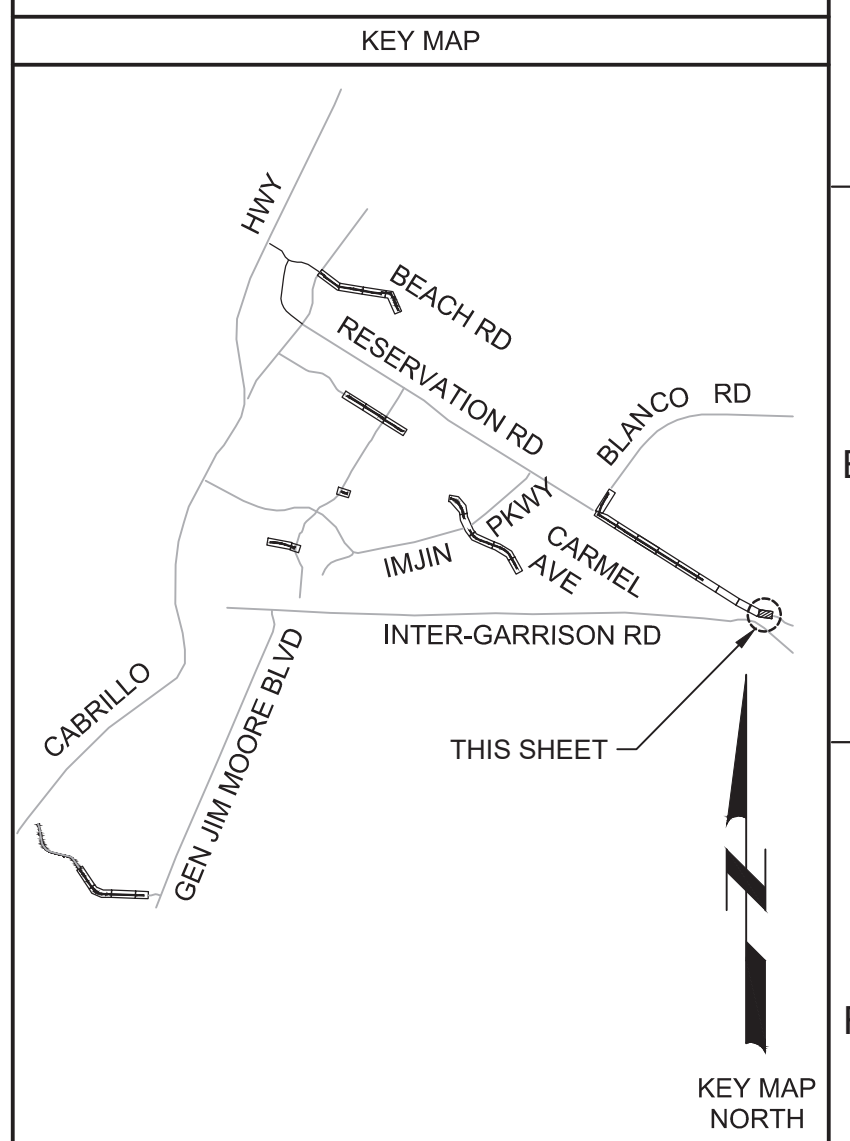 KEY MAP
HWY
BEACH RD
RESERVATION RD
BLANCO RD
PKWY
CARMEL
AVE
IMJIN
INTER-GARRISON RD
CABRILLO
GEN JIM MOORE BLVD
THIS SHEET
N
KEY MAP
NORTH